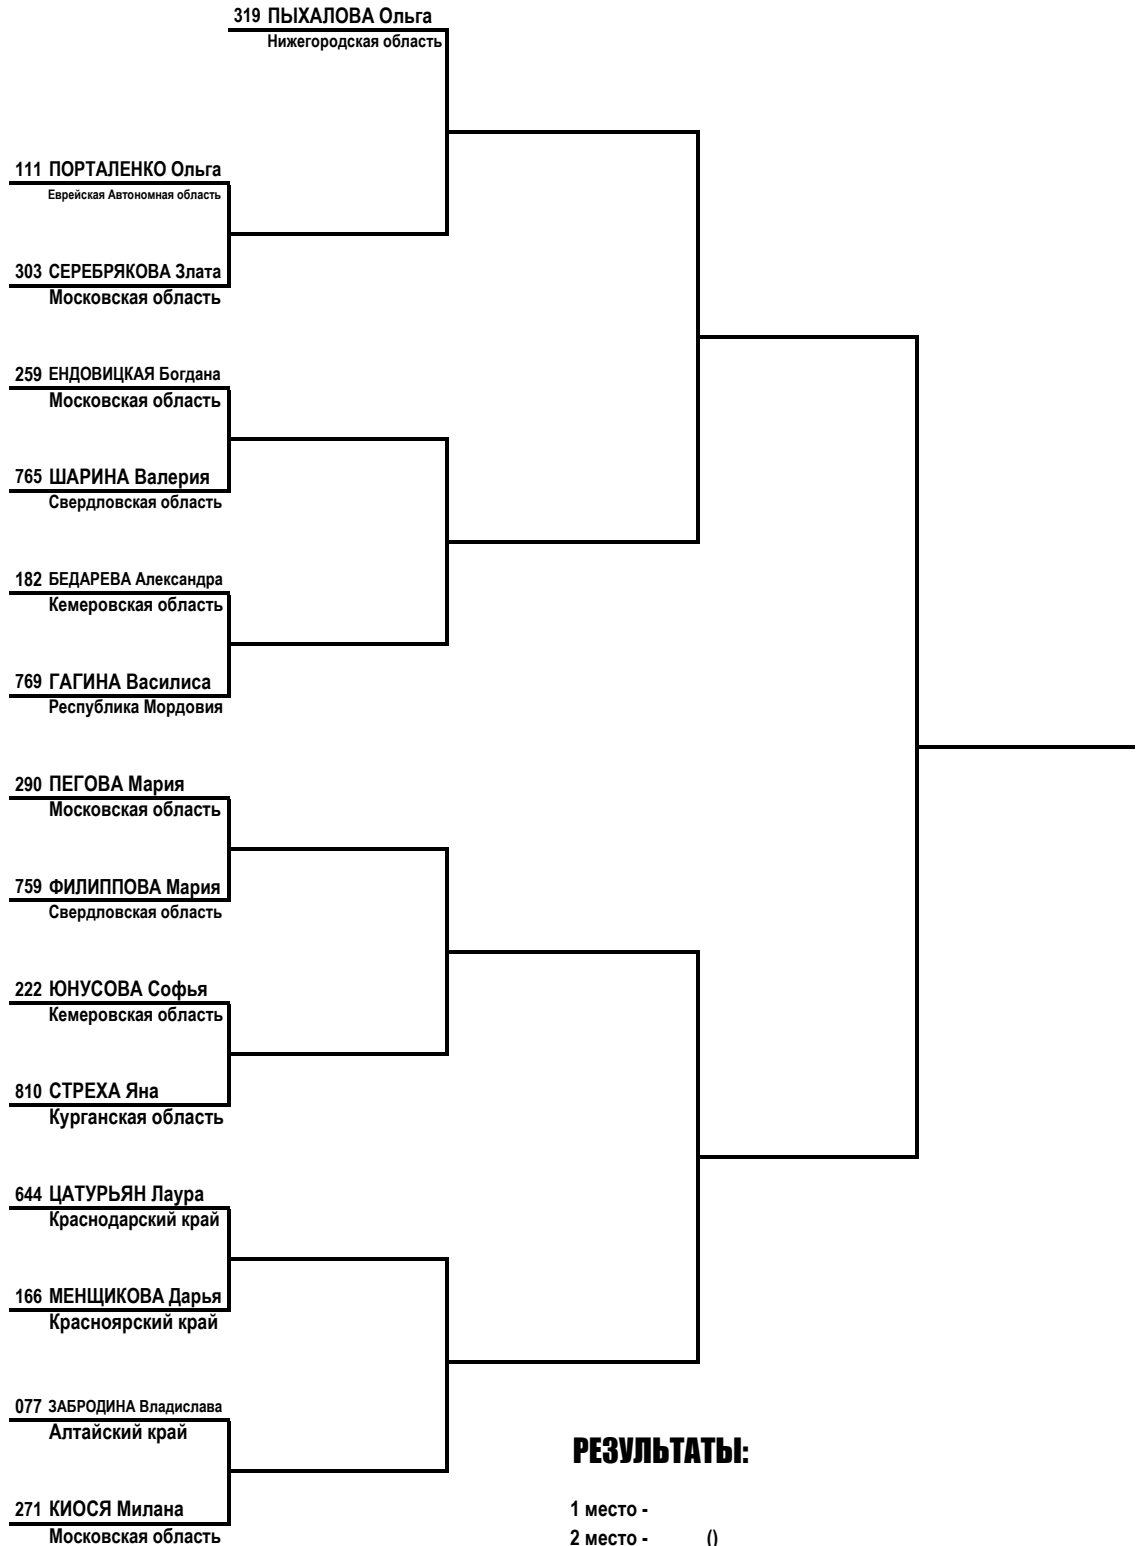 319 ПЫХАЛОВА Ольга
Нижегородская область
111 ПОРТАЛЕНКО Ольга
Еврейская Автономная область
303 СЕРЕБРЯКОВА Злата
Московская область
259 ЕНДОВИЦКАЯ Богдана
Московская область
765 ШАРИНА Валерия
Свердловская область
182 БЕДАРЕВА Александра
Кемеровская область
769 ГАГИНА Василиса
Республика Мордовия
290 ПЕГОВА Мария
Московская область
759 ФИЛИППОВА Мария
Свердловская область
222 ЮНУСОВА Софья
Кемеровская область
810 СТРЕХА Яна
Курганская область
644 ЦАТУРЬЯН Лаура
Краснодарский край
166 МЕНЩИКОВА Дарья
Красноярский край
077 ЗАБРОДИНА Владислава
Алтайский край
271 КИОСЯ Милана
Московская область
РЕЗУЛЬТАТЫ:
1 место -
2 место - ()